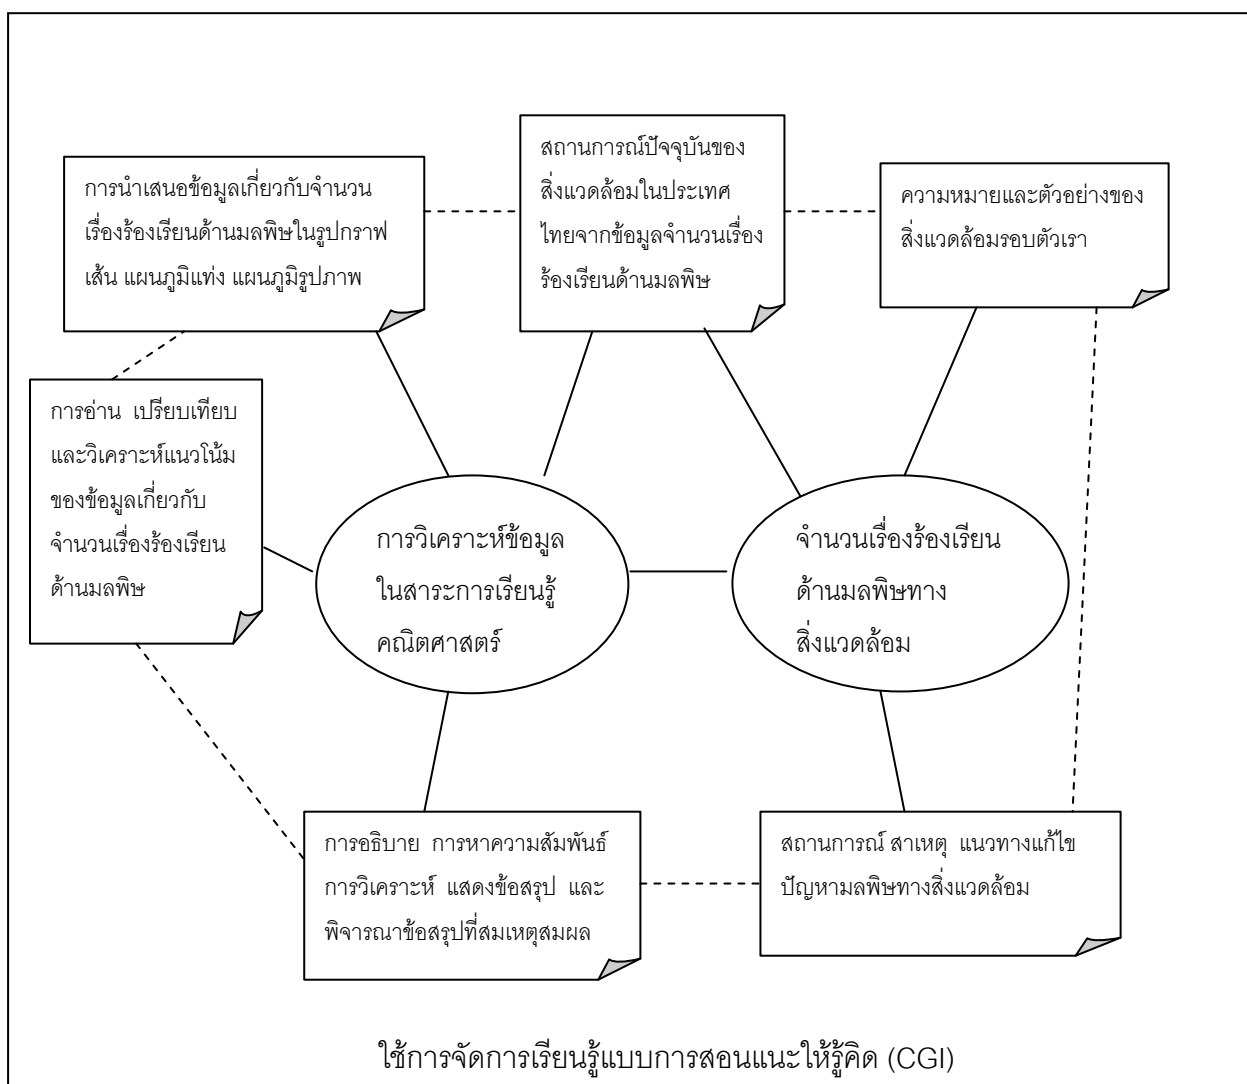 การนำเสนอข้อมูลเกี่ยวกับจำนวน
เรื่องร้องเรียนด้านมลพิษในรูปกราฟ
เส้น แผนภูมิแท่ง แผนภูมิรูปภาพ
สถานการณ์ปัจจุบันของ
สิ่งแวดล้อมในประเทศ
ไทยจากข้อมูลจำนวนเรื่อง
ร้องเรียนด้านมลพิษ
ความหมายและตัวอย่างของ
สิ่งแวดล้อมรอบตัวเรา
การอ่าน เปรียบเทียบ
และวิเคราะห์แนวโน้ม
ของข้อมูลเกี่ยวกับ
จำนวนเรื่องร้องเรียน
ด้านมลพิษ
การวิเคราะห์ข้อมูล
ในสาระการเรียนรู้
คณิตศาสตร์
จำนวนเรื่องร้องเรียน
ด้านมลพิษทาง
สิ่งแวดล้อม
การอธิบาย การหาความสัมพันธ์
การวิเคราะห์ แสดงข้อสรุป และ
พิจารณาข้อสรุปที่สมเหตุสมผล
สถานการณ์ สาเหตุ แนวทางแก้ไข
ปัญหามลพิษทางสิ่งแวดล้อม
ใช้การจัดการเรียนรู้แบบการสอนแนะให้รู้คิด (CGI)